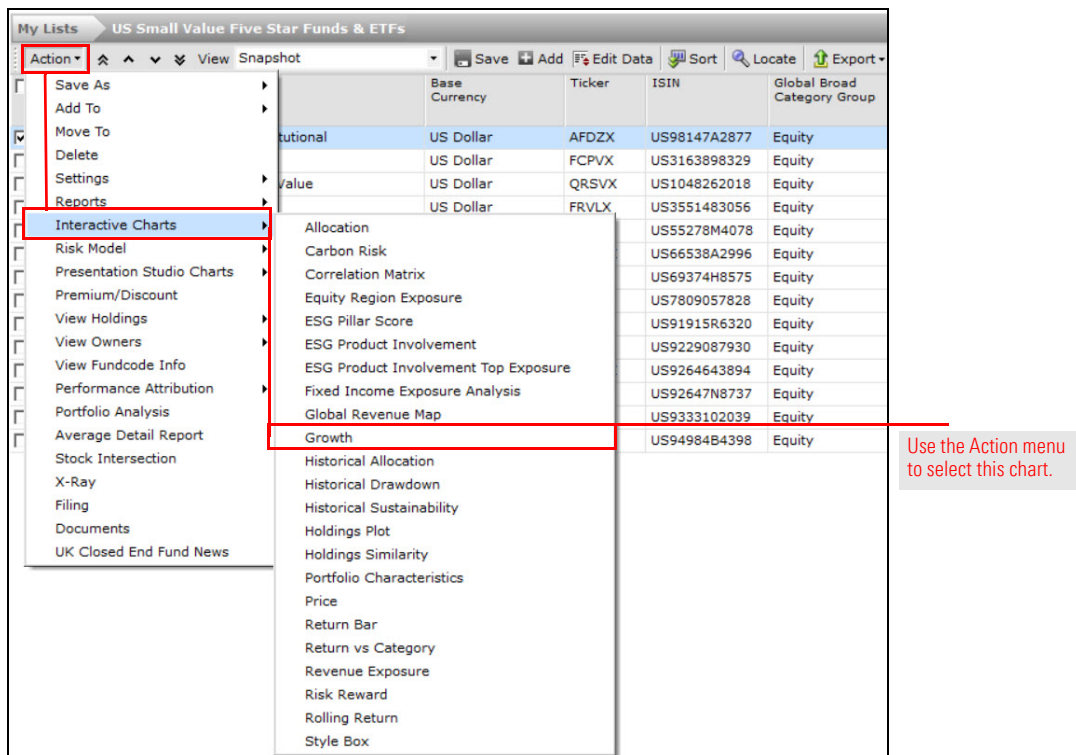 My Lists US Small Value Five Star Funds & ETFs
Action View Snapshot Save Add Edit Data Sort Locate Export
Base Currency Ticker ISIN Global Broad Category Group
Save As
Add To
Move To
Delete
Settings
Reports
Interactive Charts
Risk Model
Presentation Studio Charts
Premium/Discount
View Holdings
View Owners
View Fundcode Info
Performance Attribution
Portfolio Analysis
Average Detail Report
Stock Intersection
X-Ray
Filing
Documents
UK Closed End Fund News
tutional US Dollar AFDZX US98147A2877 Equity
US Dollar FCPVX US3163898329 Equity
Value US Dollar QRSVX US1048262018 Equity
US Dollar FRVLX US3551483056 Equity
US55278M4078 Equity
US66538A2996 Equity
US69374H8575 Equity
US7809057828 Equity
US91915R6320 Equity
US9229087930 Equity
US9264643894 Equity
US92647N8737 Equity
US9333102039 Equity
US94984B4398 Equity
Allocation
Carbon Risk
Correlation Matrix
Equity Region Exposure
ESG Pillar Score
ESG Product Involvement
ESG Product Involvement Top Exposure
Fixed Income Exposure Analysis
Global Revenue Map
Growth
Historical Allocation
Historical Drawdown
Historical Sustainability
Holdings Plot
Holdings Similarity
Portfolio Characteristics
Price
Return Bar
Return vs Category
Revenue Exposure
Risk Reward
Rolling Return
Style Box
Use the Action menu
to select this chart.